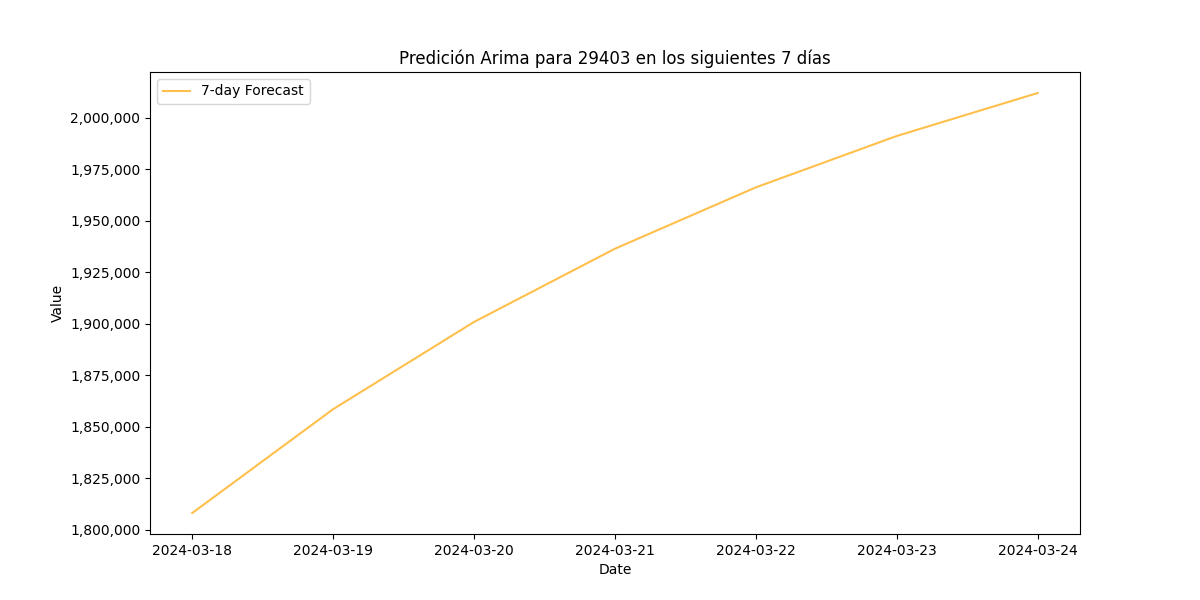 Predición Arima para 29403 en los siguientes 7 días
7-day Forecast
2,000,000
1,975,000
1,950,000
1,925,000
1,900,000
1,875,000
1,850,000
1,825,000
1,800,000
Value
2024-03-18 2024-03-19 2024-03-20 2024-03-21 2024-03-22 2024-03-23 2024-03-24
Date